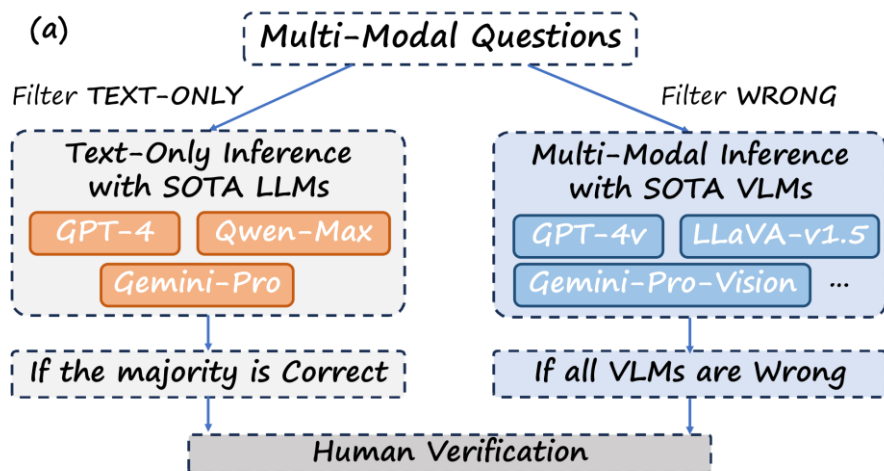 (a)
Multi-Modal Questions
Filter TEXT-ONLY
Filter WRONG
Text-Only Inference
with SOTA LLMs
GPT-4
Qwen-Max
Gemini-Pro
Multi-Modal Inference
with SOTA VLMs
GPT-4v
LLaVA-v1.5
Gemini-Pro-Vision
...
If the majority is Correct
If all VLMs are Wrong
Human Verification